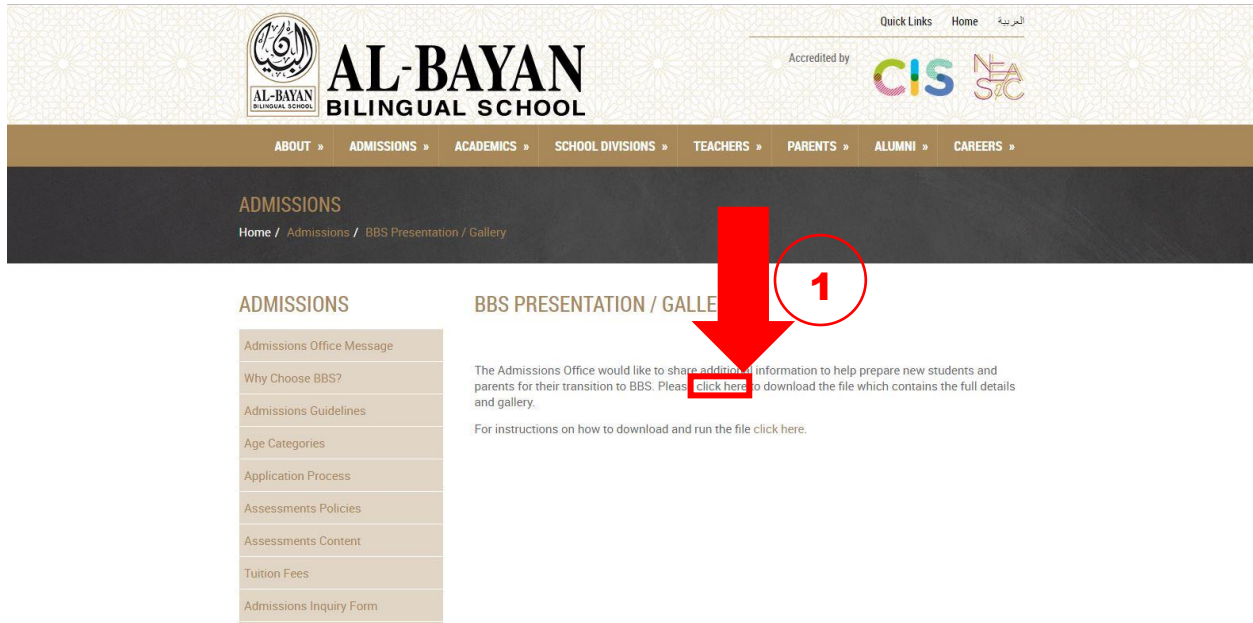 Quick Links Home العربية
البيان
AL-BAYAN
BILINGUAL SCHOOL
AL-BAYAN
BILINGUAL SCHOOL
Accredited by
CIS
NEASC
ABOUT » ADMISSIONS » ACADEMICS » SCHOOL DIVISIONS » TEACHERS » PARENTS » ALUMNI » CAREERS »
ADMISSIONS
Home / Admissions / BBS Presentation / Gallery
1
ADMISSIONS
Admissions Office Message
Why Choose BBS?
Admissions Guidelines
Age Categories
Application Process
Assessments Policies
Assessments Content
Tuition Fees
Admissions Inquiry Form
BBS PRESENTATION / GALLE
The Admissions Office would like to share additional information to help prepare new students and
parents for their transition to BBS. Please click here to download the file which contains the full details
and gallery.
For instructions on how to download and run the file click here.